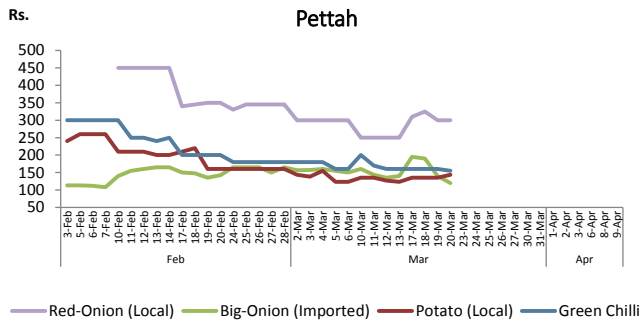 Rs.
Pettah
500
450
400
350
300
250
200
150
100
50
3-Feb 5-Feb 6-Feb 7-Feb 10-Feb 11-Feb 12-Feb 13-Feb 14-Feb 17-Feb 18-Feb 19-Feb 20-Feb 24-Feb 25-Feb 26-Feb 27-Feb 28-Feb 2-Mar 3-Mar 4-Mar 5-Mar 6-Mar 10-Mar 11-Mar 12-Mar 13-Mar 17-Mar 18-Mar 19-Mar 20-Mar 23-Mar 24-Mar 25-Mar 26-Mar 27-Mar 30-Mar 31-Mar 1-Apr 2-Apr 3-Apr 6-Apr 8-Apr 9-Apr
Feb Mar Apr
Red-Onion (Local) Big-Onion (Imported) Potato (Local) Green Chilli